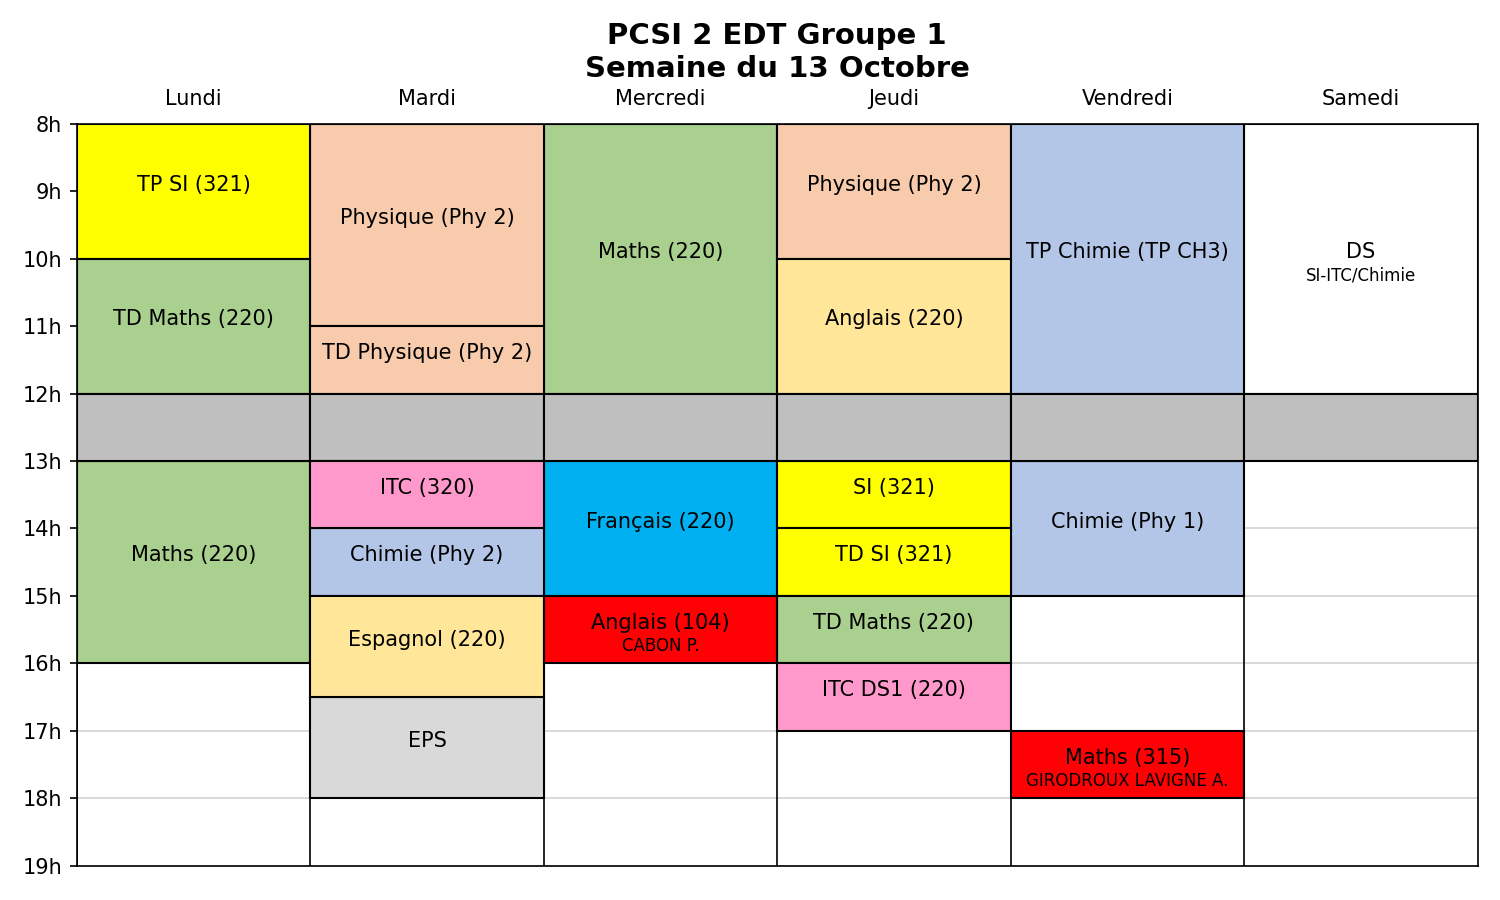 PCSI 2 EDT Groupe 1
Semaine du 13 Octobre
Lundi
Mardi
Mercredi
Jeudi
Vendredi
Samedi
8h
9h
10h
11h
12h
13h
14h
15h
16h
17h
18h
19h
TP SI (321)
TD Maths (220)
Maths (220)
Physique (Phy 2)
TD Physique (Phy 2)
ITC (320)
Chimie (Phy 2)
Espagnol (220)
EPS
Maths (220)
Français (220)
Anglais (104)
CABON P.
Physique (Phy 2)
Anglais (220)
SI (321)
TD SI (321)
TD Maths (220)
ITC DS1 (220)
TP Chimie (TP CH3)
Chimie (Phy 1)
Maths (315)
GIRODROUX LAVIGNE A.
DS
SI-ITC/Chimie